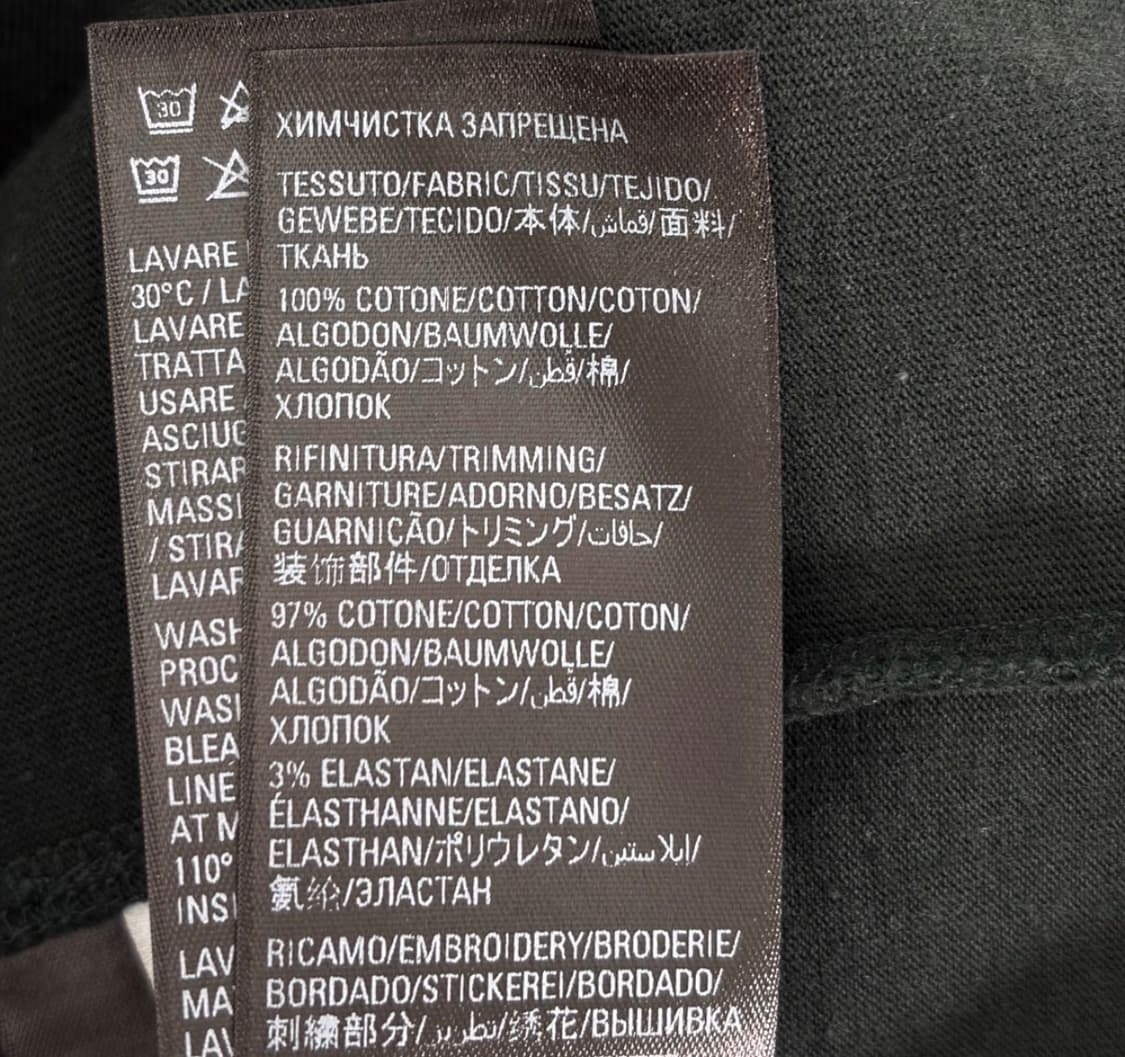 30
30
LAVARE
30°C / LA
LAVARE
TRATTA
USARE
ASCIUG
STIRAR
MASSI
/ STIRA
LAVAR
WASH
PROC
WASH
BLEA
LINE
AT M
110°
INSI
LAV
MA
LAV
ХИМЧИСТКА ЗАПРЕЩЕНА
TESSUTO/FABRIC/TISSU/TEJIDO/
GEWEBE/TECIDO/本体/قماش/面料/
ТКАНЬ
100% COTONE/COTTON/COTON/
ALGODON/BAUMWOLLE/
ALGODÃO/コットン/قطن/棉/
ХЛОПОК
RIFINITURA/TRIMMING/
GARNITURE/ADORNO/BESATZ/
GUARNIÇÃO/トリミング/حافات/
装饰部件/ОТДЕЛКА
97% COTONE/COTTON/COTON/
ALGODON/BAUMWOLLE/
ALGODÃO/コットン/قطن/棉/
ХЛОПОК
3% ELASTAN/ELASTANE/
ÉLASTHANNE/ELASTANO/
ELASTHAN/ポリウレタン/إيلاستين/
氨纶/ЭЛАСТАН
RICAMO/EMBROIDERY/BRODERIE/
BORDADO/STICKEREI/BORDADO/
刺繍部分/تطريز/绣花/ВЫШИВКА